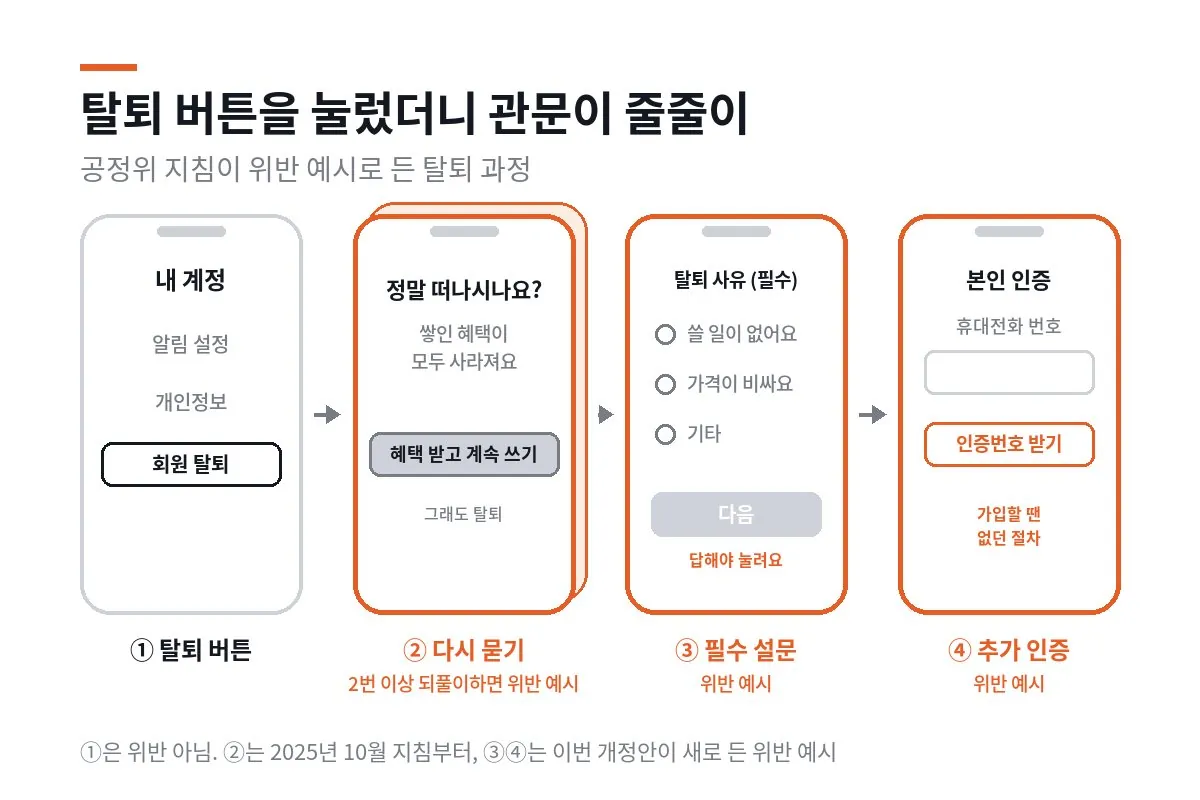 탈퇴 버튼을 눌렀더니 관문이 줄줄이
공정위 지침이 위반 예시로 든 탈퇴 과정
내 계정
알림 설정
개인정보
회원 탈퇴
① 탈퇴 버튼
정말 떠나시나요?
쌓인 혜택이
모두 사라져요
혜택 받고 계속 쓰기
그래도 탈퇴
② 다시 묻기
2번 이상 되풀이하면 위반 예시
탈퇴 사유 (필수)
쓸 일이 없어요
가격이 비싸요
기타
다음
답해야 눌려요
③ 필수 설문
위반 예시
본인 인증
휴대전화 번호
인증번호 받기
가입할 땐
없던 절차
④ 추가 인증
위반 예시
①은 위반 아님. ②는 2025년 10월 지침부터, ③④는 이번 개정안이 새로 든 위반 예시